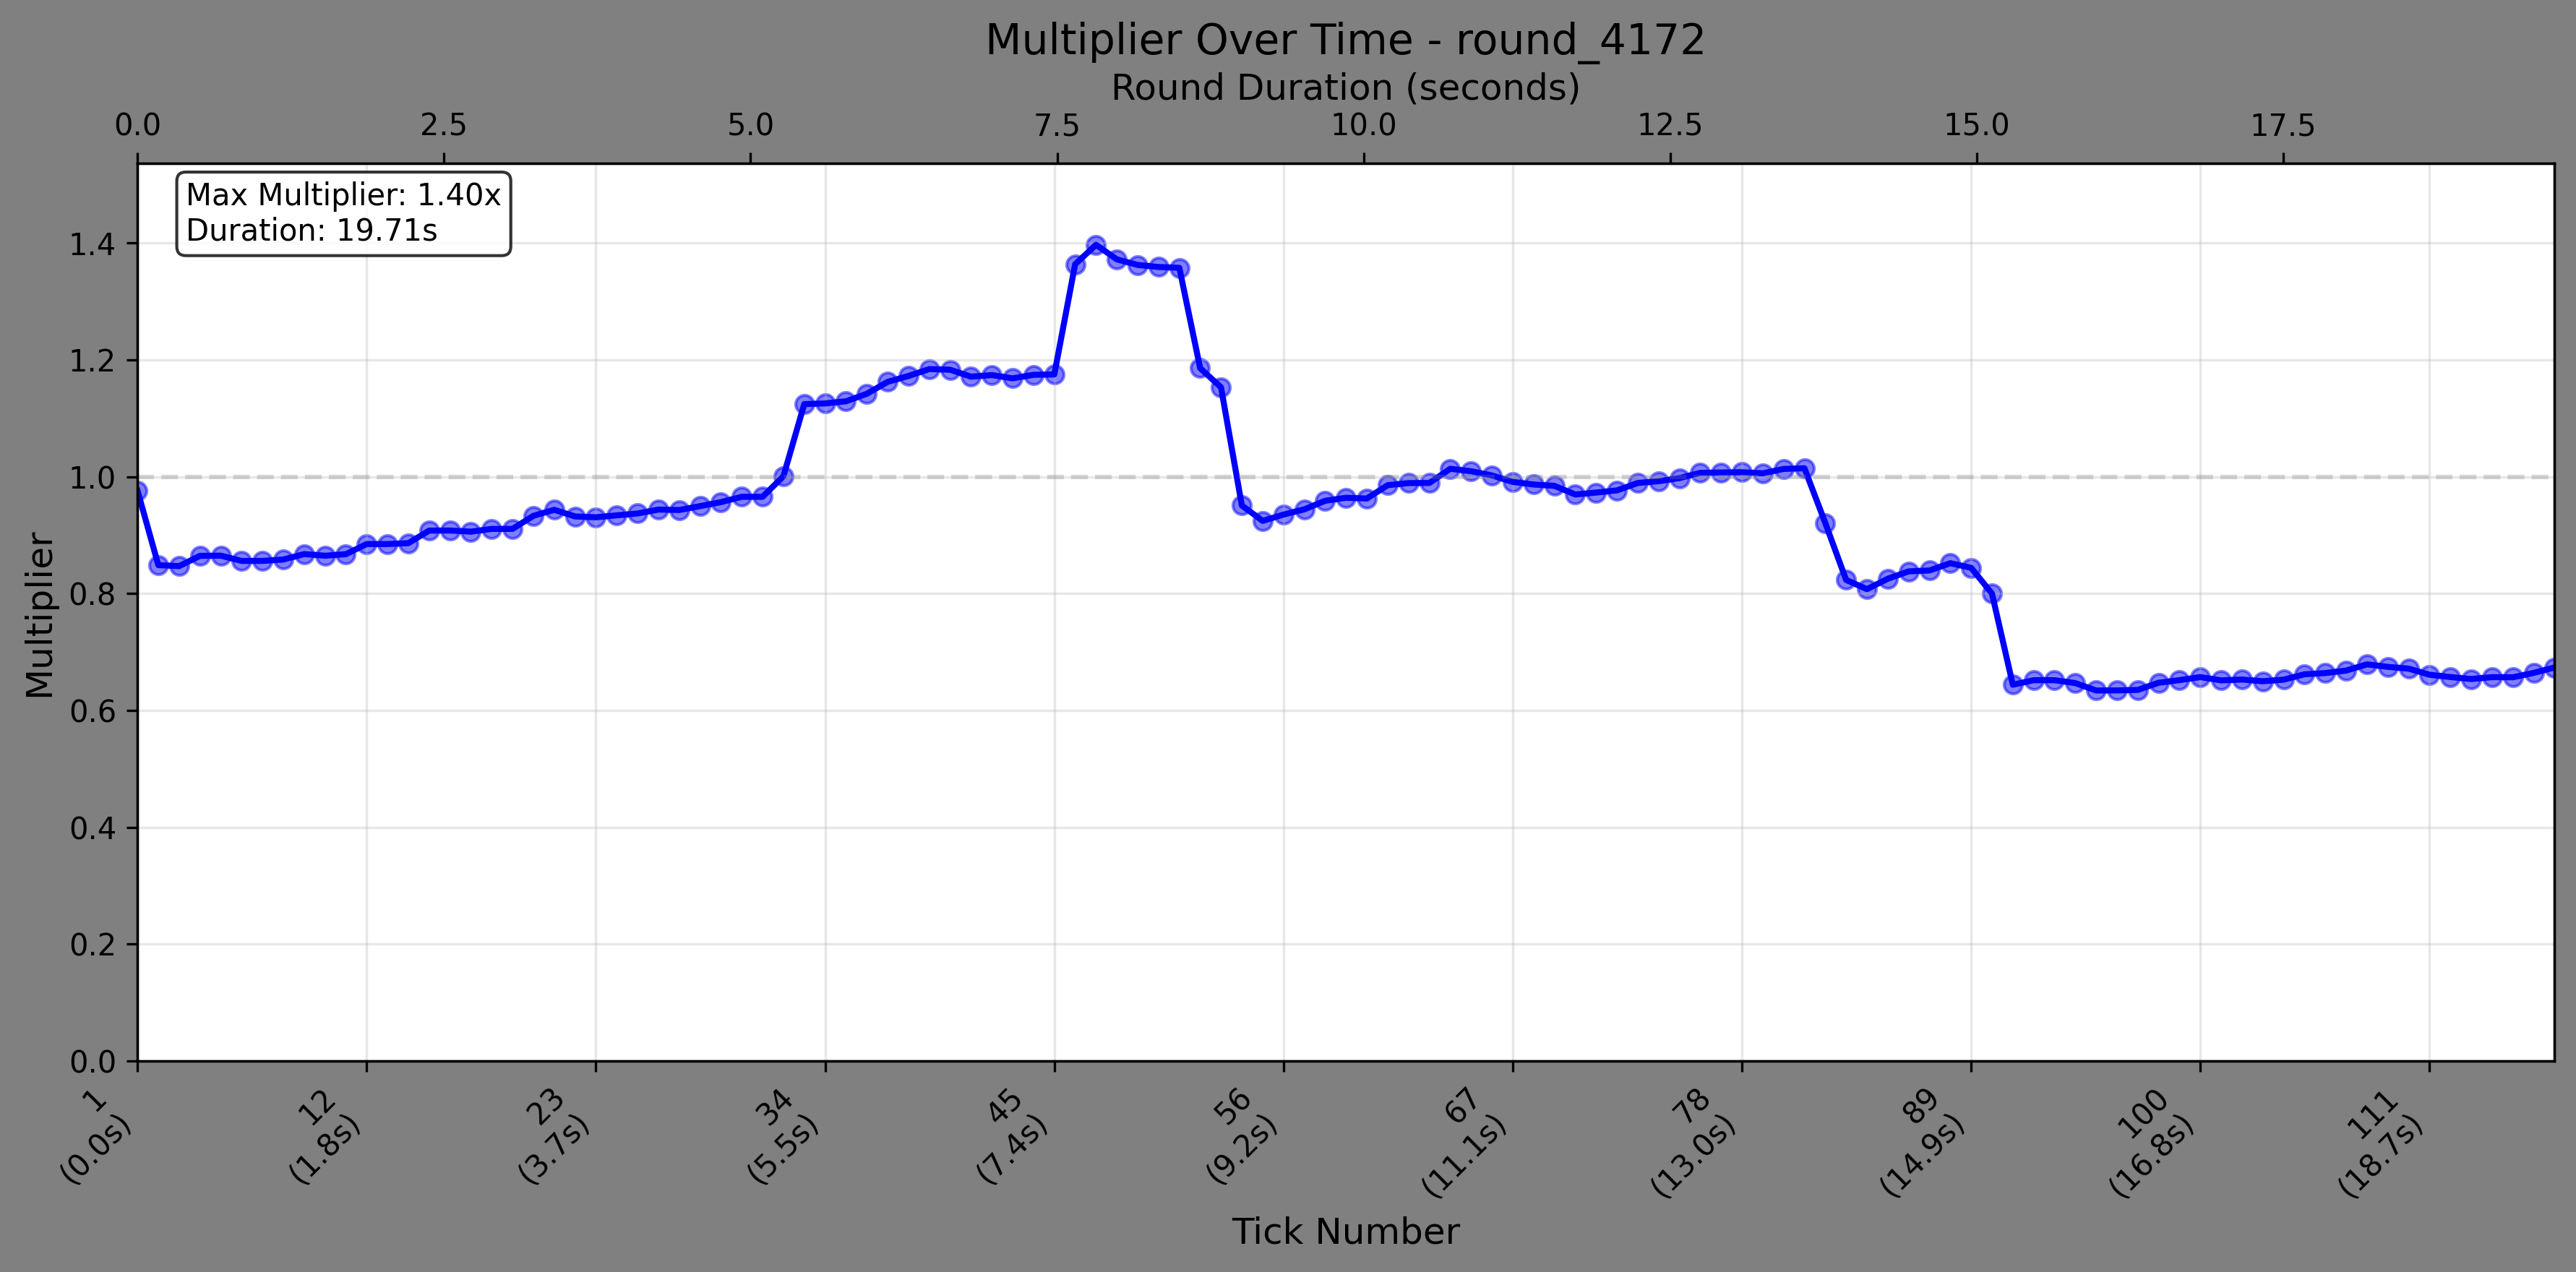 Multiplier Over Time - round_4172
Round Duration (seconds)
0.0 2.5 5.0 7.5 10.0 12.5 15.0 17.5
Max Multiplier: 1.40x
Duration: 19.71s
Multiplier
1.4
1.2
1.0
0.8
0.6
0.4
0.2
0.0
1
(0.0s)
12
(1.8s)
23
(3.7s)
34
(5.5s)
45
(7.4s)
56
(9.2s)
67
(11.1s)
78
(13.0s)
89
(14.9s)
100
(16.8s)
111
(18.7s)
Tick Number